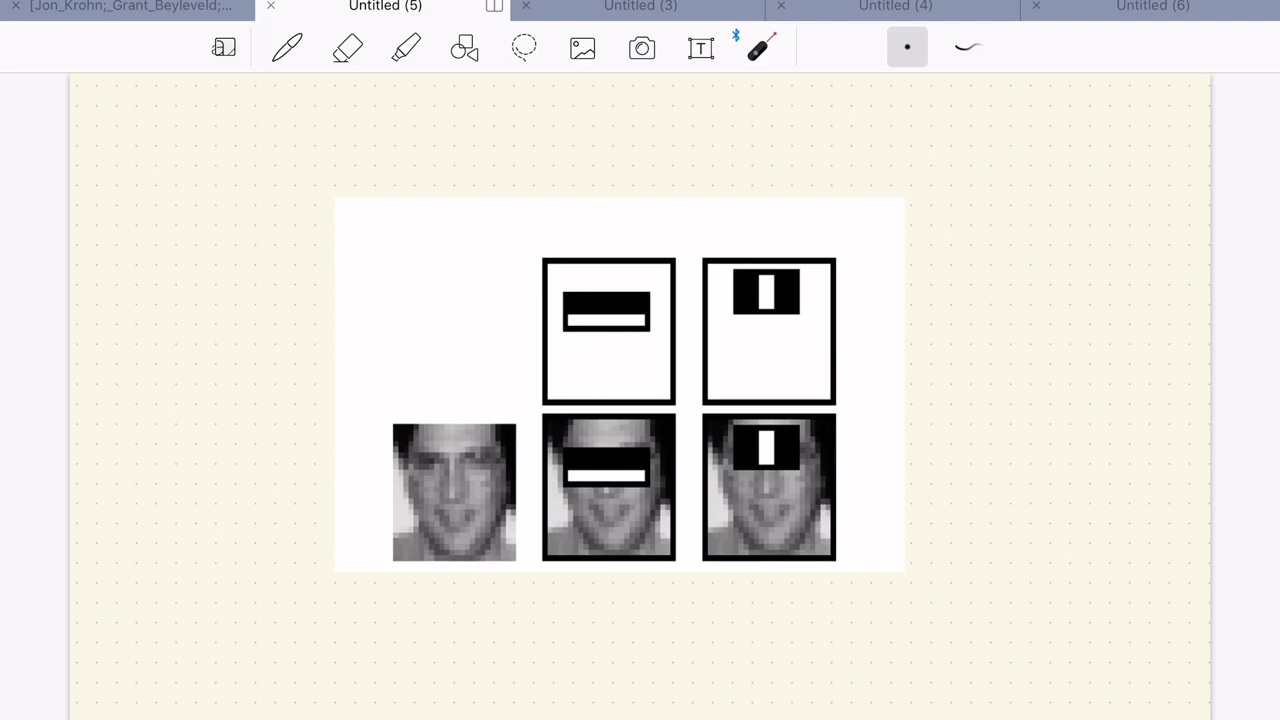 [Jon_Krohn;_Grant_Beyleveld;...
Untitled (5)
Untitled (3)
Untitled (4)
Untitled (6)
a
T